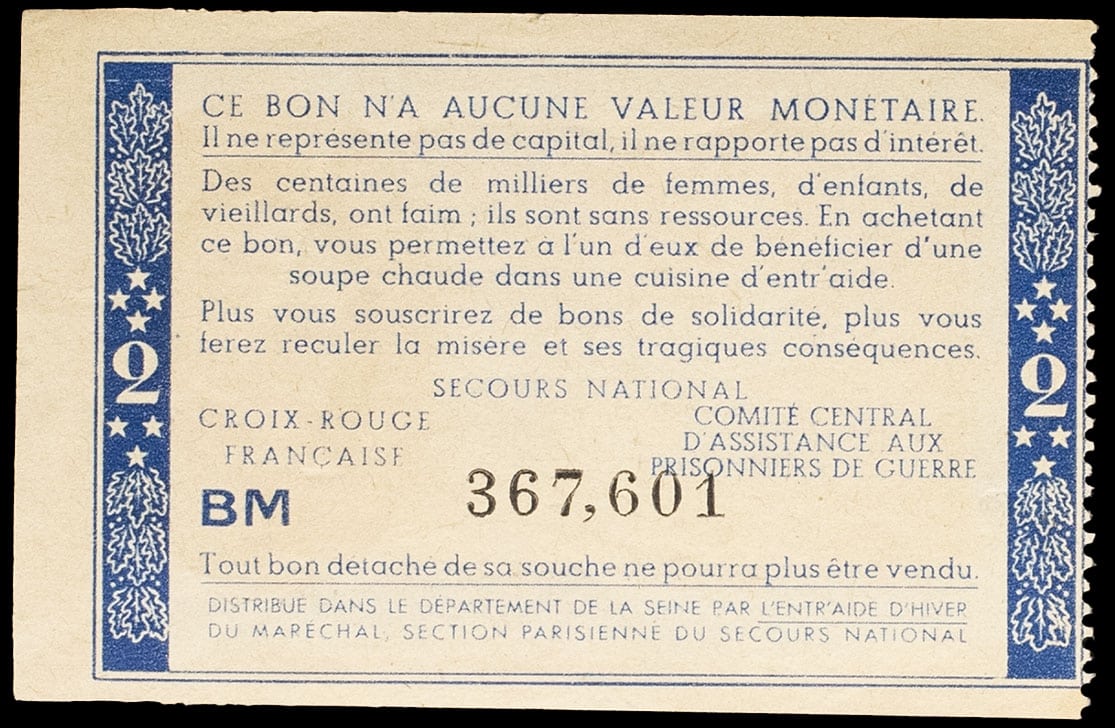 CE BON N'A AUCUNE VALEUR MONÉTAIRE.
Il ne représente pas de capital, il ne rapporte pas d'intérêt.
Des centaines de milliers de femmes, d'enfants, de
vieillards, ont faim ; ils sont sans ressources. En achetant
ce bon, vous permettez à l'un d'eux de bénéficier d'une
soupe chaude dans une cuisine d'entr'aide.
Plus vous souscrirez de bons de solidarité, plus vous
ferez reculer la misère et ses tragiques conséquences.
2
2
SECOURS NATIONAL
CROIX-ROUGE
FRANÇAISE
COMITÉ CENTRAL
D'ASSISTANCE AUX
PRISONNIERS DE GUERRE
BM
367,601
Tout bon détaché de sa souche ne pourra plus être vendu.
DISTRIBUÉ DANS LE DÉPARTEMENT DE LA SEINE PAR L'ENTR'AIDE D'HIVER
DU MARÉCHAL, SECTION PARISIENNE DU SECOURS NATIONAL